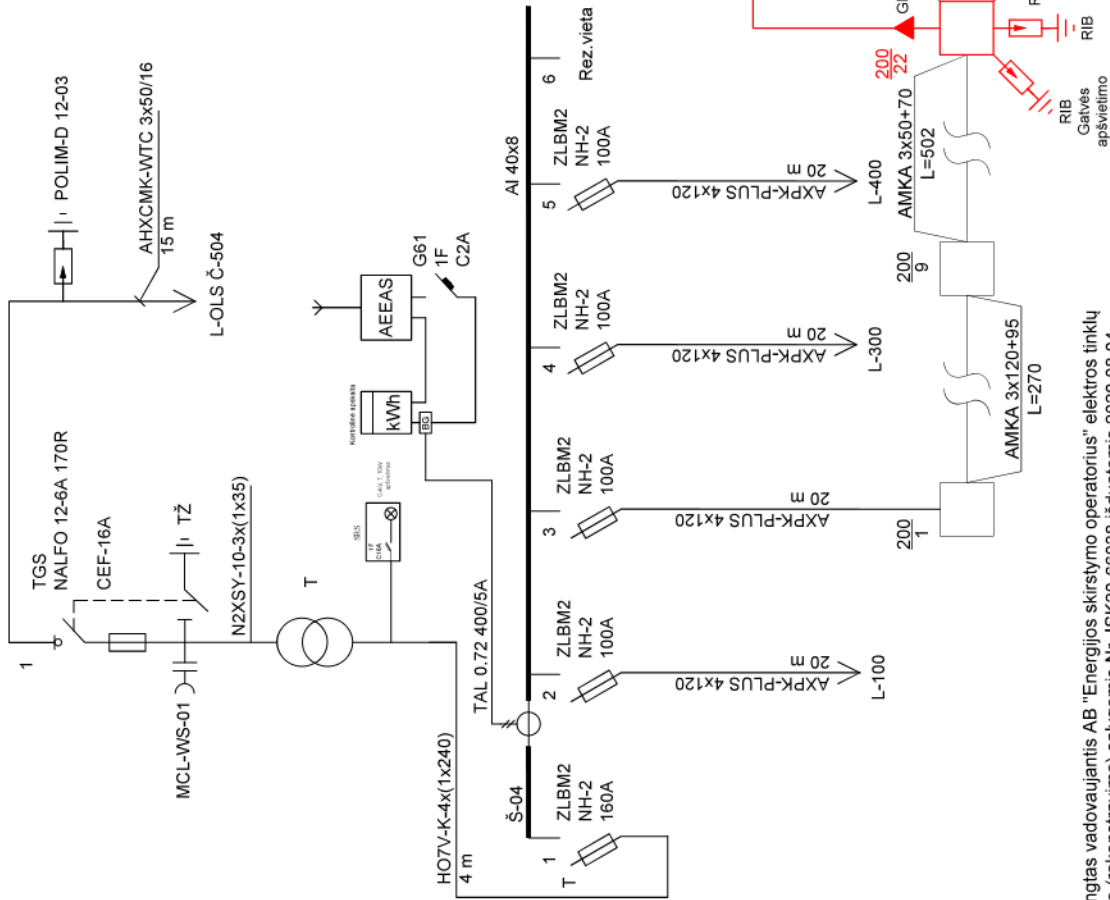 1
TGS
NALFO 12-6A 170R
CEF-16A
TŽ
MCL-WS-01
N2XSY-10-3x(1x35)
T
POLIM-D 12-03
AHXCMK-WTC 3x50/16
15 m
L-OLS Č-504
SRS
1F
C16A
apšvietimas
Kontrolinė apskaita
kWh
BG
AEEAS
G61
1F
C2A
HO7V-K-4x(1x240)
4 m
TAL 0.72 400/5A
Š-04
Al 40x8
1
T
ZLBM2
NH-2
160A
2
ZLBM2
NH-2
100A
AXPK-PLUS 4x120
20 m
L-100
3
ZLBM2
NH-2
100A
AXPK-PLUS 4x120
20 m
4
ZLBM2
NH-2
100A
AXPK-PLUS 4x120
20 m
L-300
5
ZLBM2
NH-2
100A
AXPK-PLUS 4x120
20 m
L-400
6
Rez.vieta
200
1
AMKA 3x120+95
L=270
200
9
AMKA 3x50+70
L=502
200
22
RIB
Gatvės
apšvietimo
RIB
vadovaujantis AB "Energijos skirstymo operatorius" elektros tinklų